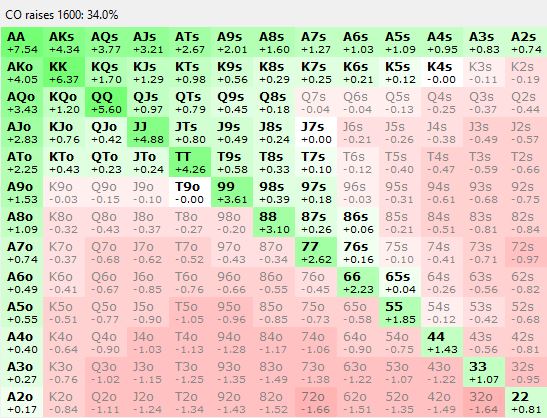 CO raises 1600: 34.0%
AA AKs AQs AJs ATs A9s A8s A7s A6s A5s A4s A3s A2s
+7.54 +4.34 +3.77 +3.21 +2.67 +2.01 +1.60 +1.27 +1.03 +1.09 +0.95 +0.83 +0.74
AKo KK KQs KJs KTs K9s K8s K7s K6s K5s K4s K3s K2s
+4.05 +6.37 +1.70 +1.29 +0.98 +0.56 +0.29 +0.25 +0.21 +0.12 -0.00 -0.11 -0.19
AQo KQo QQ QJs QTs Q9s Q8s Q7s Q6s Q5s Q4s Q3s Q2s
+3.43 +1.20 +5.60 +0.97 +0.79 +0.45 +0.18 -0.04 -0.04 -0.13 -0.25 -0.37 -0.44
AJo KJo QJo JJ JTs J9s J8s J7s J6s J5s J4s J3s J2s
+2.83 +0.76 +0.42 +4.88 +0.80 +0.49 +0.24 +0.00 -0.21 -0.26 -0.38 -0.49 -0.57
ATo KTo QTo JTo TT T9s T8s T7s T6s T5s T4s T3s T2s
+2.25 +0.43 +0.23 +0.24 +4.26 +0.58 +0.33 +0.10 -0.12 -0.40 -0.47 -0.59 -0.66
A9o K9o Q9o J9o T9o 99 98s 97s 96s 95s 94s 93s 92s
+1.53 -0.03 -0.15 -0.10 -0.00 +3.61 +0.39 +0.18 -0.03 -0.31 -0.61 -0.68 -0.75
A8o K8o Q8o J8o T8o 98o 88 87s 86s 85s 84s 83s 82s
+1.09 -0.32 -0.43 -0.37 -0.27 -0.20 +3.10 +0.26 +0.06 -0.21 -0.51 -0.81 -0.84
A7o K7o Q7o J7o T7o 97o 87o 77 76s 75s 74s 73s 72s
+0.74 -0.37 -0.68 -0.62 -0.52 -0.43 -0.34 +2.62 +0.16 -0.10 -0.41 -0.71 -0.97
A6o K6o Q6o J6o T6o 96o 86o 76o 66 65s 64s 63s 62s
+0.49 -0.41 -0.67 -0.85 -0.76 -0.66 -0.55 -0.45 +2.23 +0.04 -0.26 -0.56 -0.82
A5o K5o Q5o J5o T5o 95o 85o 75o 65o 55 54s 53s 52s
+0.55 -0.51 -0.77 -0.90 -1.05 -0.96 -0.85 -0.73 -0.58 +1.85 -0.12 -0.42 -0.68
A4o K4o Q4o J4o T4o 94o 84o 74o 64o 54o 44 43s 42s
+0.40 -0.64 -0.90 -1.03 -1.13 -1.28 -1.17 -1.06 -0.90 -0.75 +1.43 -0.56 -0.81
A3o K3o Q3o J3o T3o 93o 83o 73o 63o 53o 43o 33 32s
+0.27 -0.76 -1.02 -1.15 -1.25 -1.35 -1.49 -1.38 -1.22 -1.07 -1.22 +1.07 -0.95
A2o K2o Q2o J2o T2o 92o 82o 72o 62o 52o 42o 32o 22
+0.17 -0.84 -1.11 -1.24 -1.34 -1.43 -1.52 -1.66 -1.51 -1.35 -1.49 -1.64 +0.81